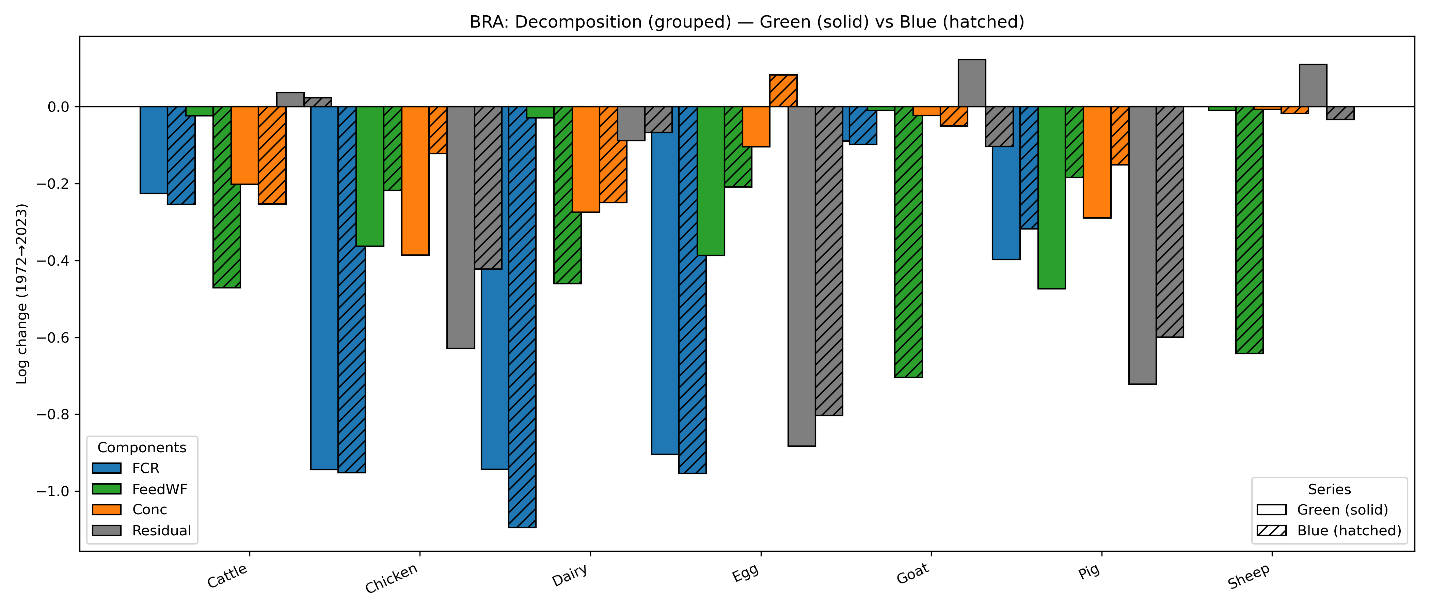 BRA: Decomposition (grouped) — Green (solid) vs Blue (hatched)
Log change (1972→2023)
0.0
−0.2
−0.4
−0.6
−0.8
−1.0
Components
FCR
FeedWF
Conc
Residual
Series
Green (solid)
Blue (hatched)
Cattle
Chicken
Dairy
Egg
Goat
Pig
Sheep